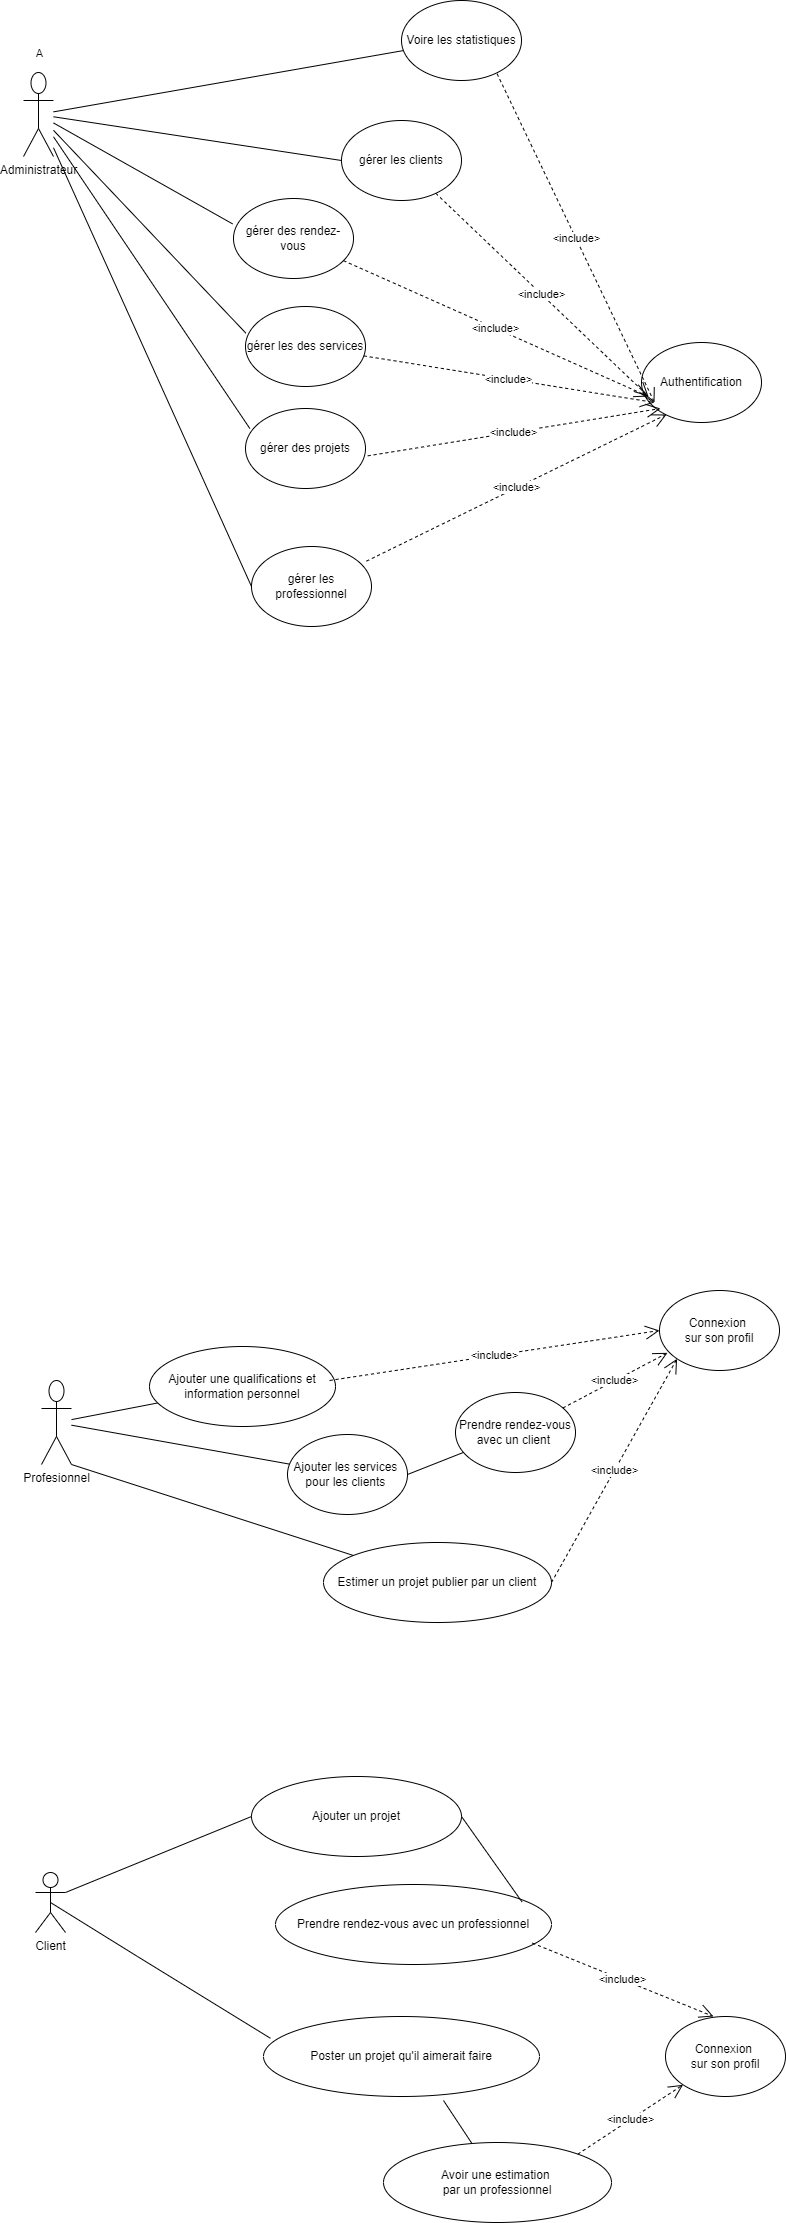 Voire les statistiques
A
gérer les clients
Administrateur
gérer des rendez-
vous
<include>
<include>
<include>
gérer les des services
<include>
Authentification
<include>
gérer des projets
<include>
gérer les
professionnel
Connexion
sur son profil
<include>
Ajouter une qualifications et
information personnel
<include>
Prendre rendez-vous
avec un client
Profesionnel
Ajouter les services
pour les clients
<include>
Estimer un projet publier par un client
Ajouter un projet
Prendre rendez-vous avec un professionnel
Client
<include>
Poster un projet qu'il aimerait faire
Connexion
sur son profil
<include>
Avoir une estimation
par un professionnel